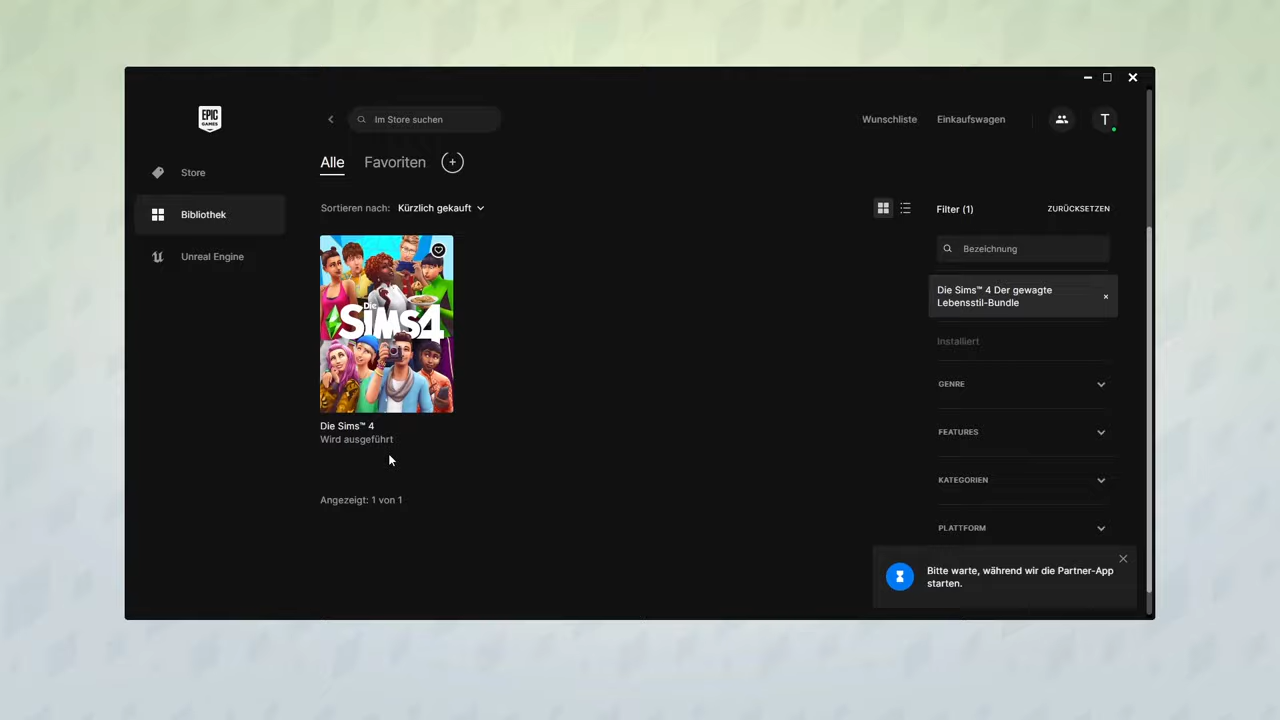 EPIC
GAMES
Im Store suchen
Wunschliste
Einkaufswagen
T
Store
Bibliothek
Unreal Engine
Alle
Favoriten
Sortieren nach:
Kürzlich gekauft
Die
SiMS4
Die Sims™ 4
Wird ausgeführt
Angezeigt: 1 von 1
Filter (1)
ZURÜCKSETZEN
Bezeichnung
Die Sims™ 4 Der gewagte
Lebensstil-Bundle
Installiert
GENRE
FEATURES
KATEGORIEN
PLATTFORM
Bitte warte, während wir die Partner-App
starten.